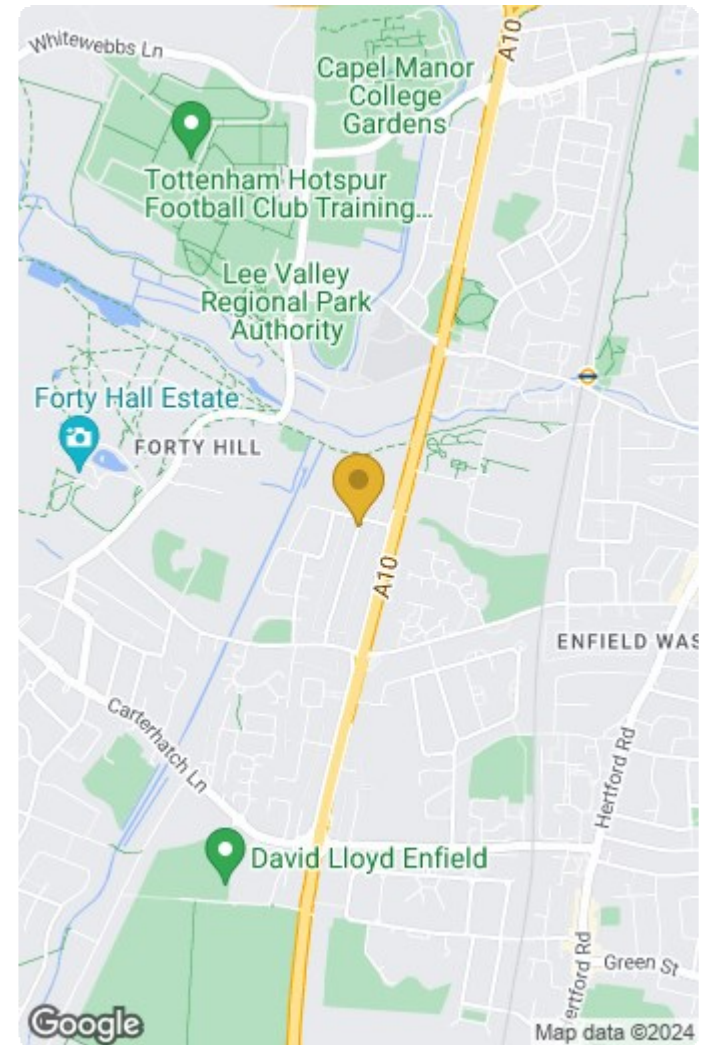 Whitewebbs Ln
A10
Capel Manor
College
Gardens
Tottenham Hotspur
Football Club Training...
Lee Valley
Regional Park
Authority
Forty Hall Estate
FORTY HILL
A10
ENFIELD WAS
Carterhatch Ln
Hertford Rd
David Lloyd Enfield
ertford Rd
Green St
Google
Map data ©2024